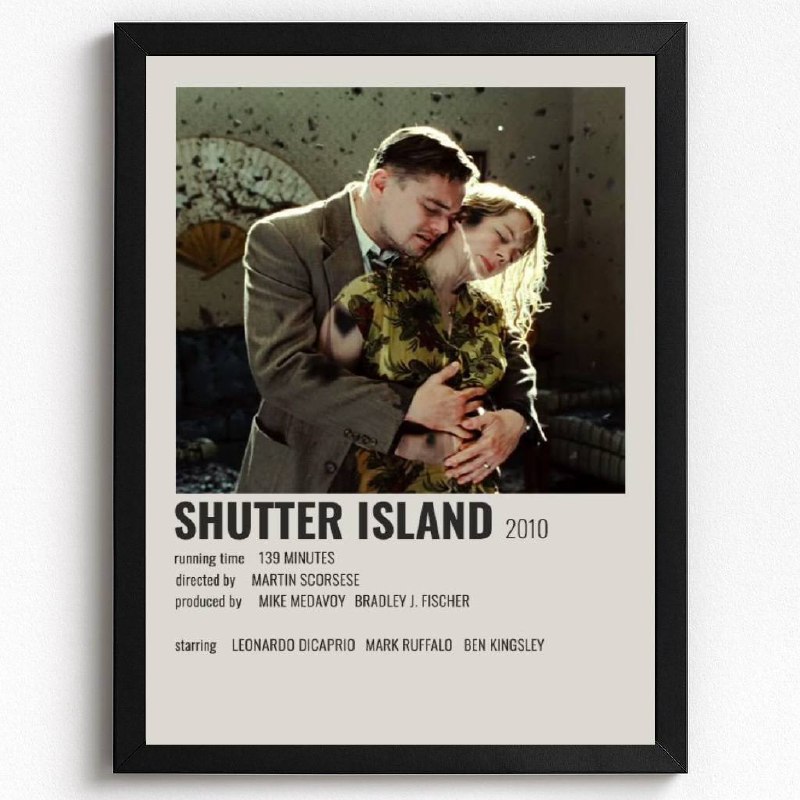 SHUTTER ISLAND 2010
running time 139 MINUTES
directed by MARTIN SCORSESE
produced by MIKE MEDAVOY BRADLEY J. FISCHER
starring LEONARDO DICAPRIO MARK RUFFALO BEN KINGSLEY